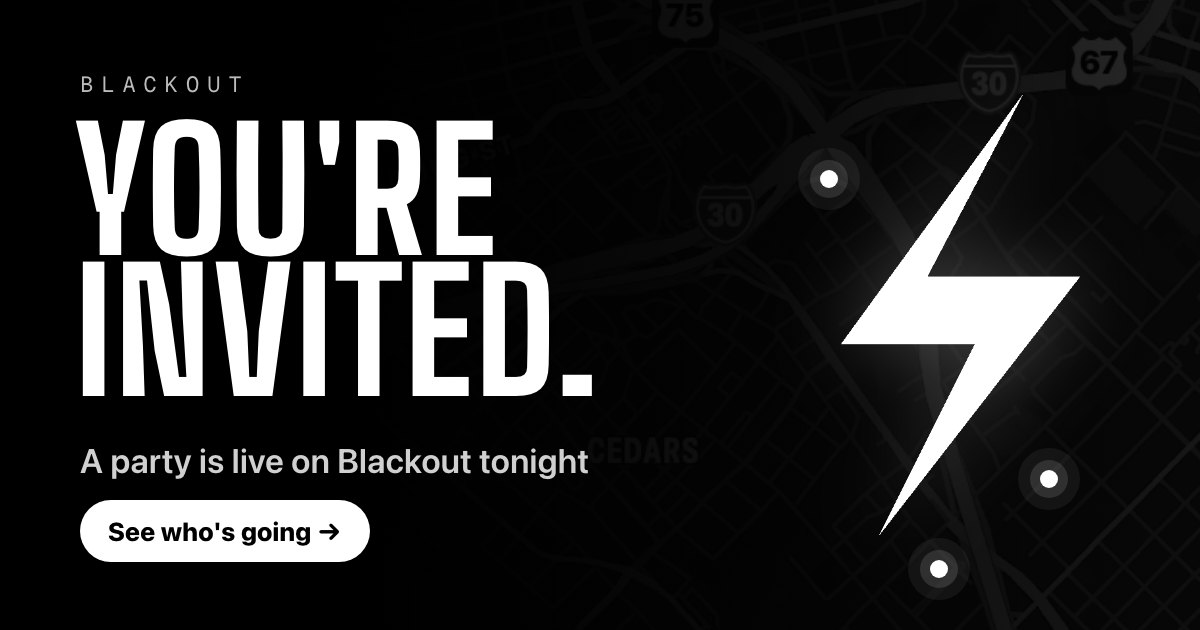 BLACKOUT
YOU'RE
INVITED.
A party is live on Blackout tonight
See who's going →
75
30
67
30
CEDARS